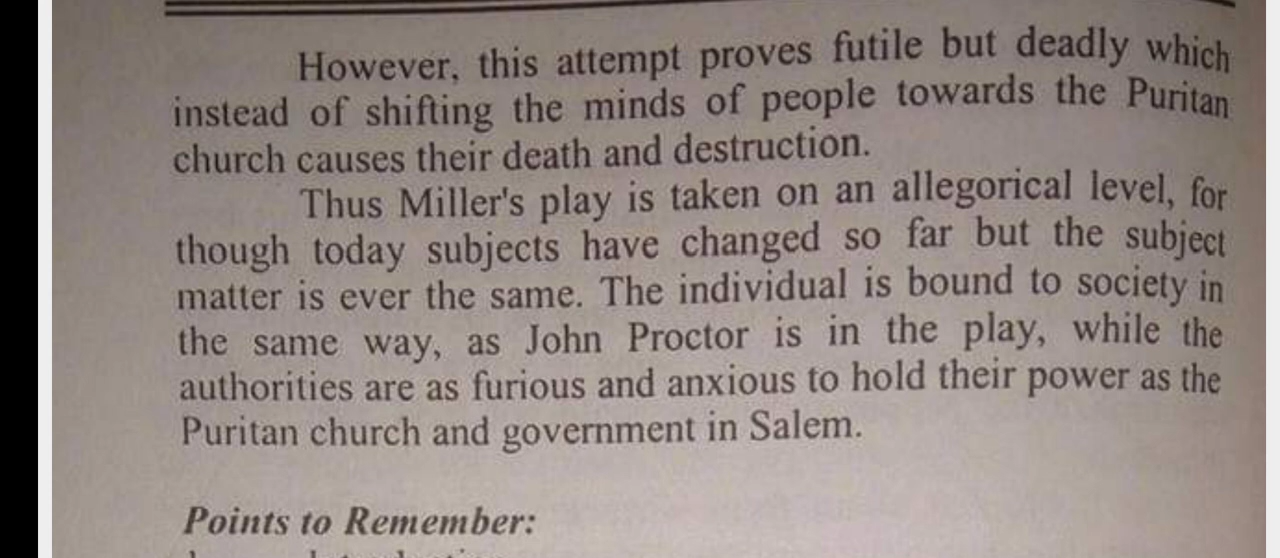 However, this attempt proves futile but deadly which
instead of shifting the minds of people towards the Puritan
church causes their death and destruction.
Thus Miller's play is taken on an allegorical level, for
though today subjects have changed so far but the subject
matter is ever the same. The individual is bound to society in
the same way, as John Proctor is in the play, while the
authorities are as furious and anxious to hold their power as the
Puritan church and government in Salem.
Points to Remember: